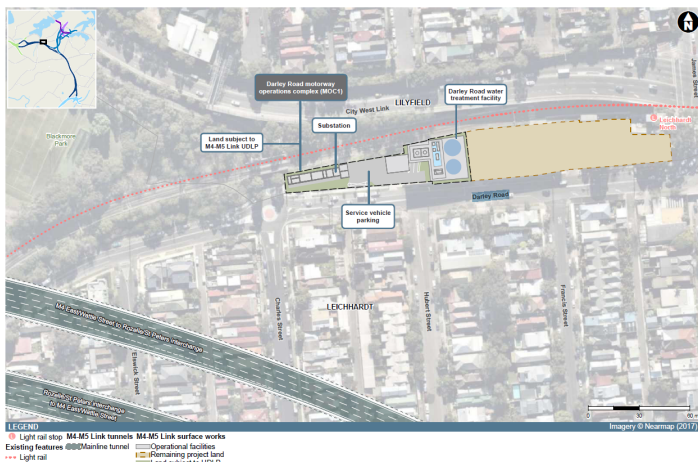 Darley Road motorway
operations complex (MOC1)
Darley Road water
treatment facility
LILYFIELD
City West Link
James Street
Leichhardt
North
Substation
Land subject to
M4-M5 Link UDLP
Blackmore
Park
Darley Road
Service vehicle
parking
LEICHHARDT
Charles Street
Hubert Street
Francis Street
Elswick Street
M4 East/Wattle Street to Rozelle/St Peters interchange
Rozelle/St Peters interchange
to M4 East/Wattle Street
N
0
30
60 m
LEGEND
Imagery © Nearmap (2017)
Light rail stop
M4-M5 Link tunnels
M4-M5 Link surface works
Existing features
Mainline tunnel
Operational facilities
Light rail
Remaining project land
Land subject to UDLP